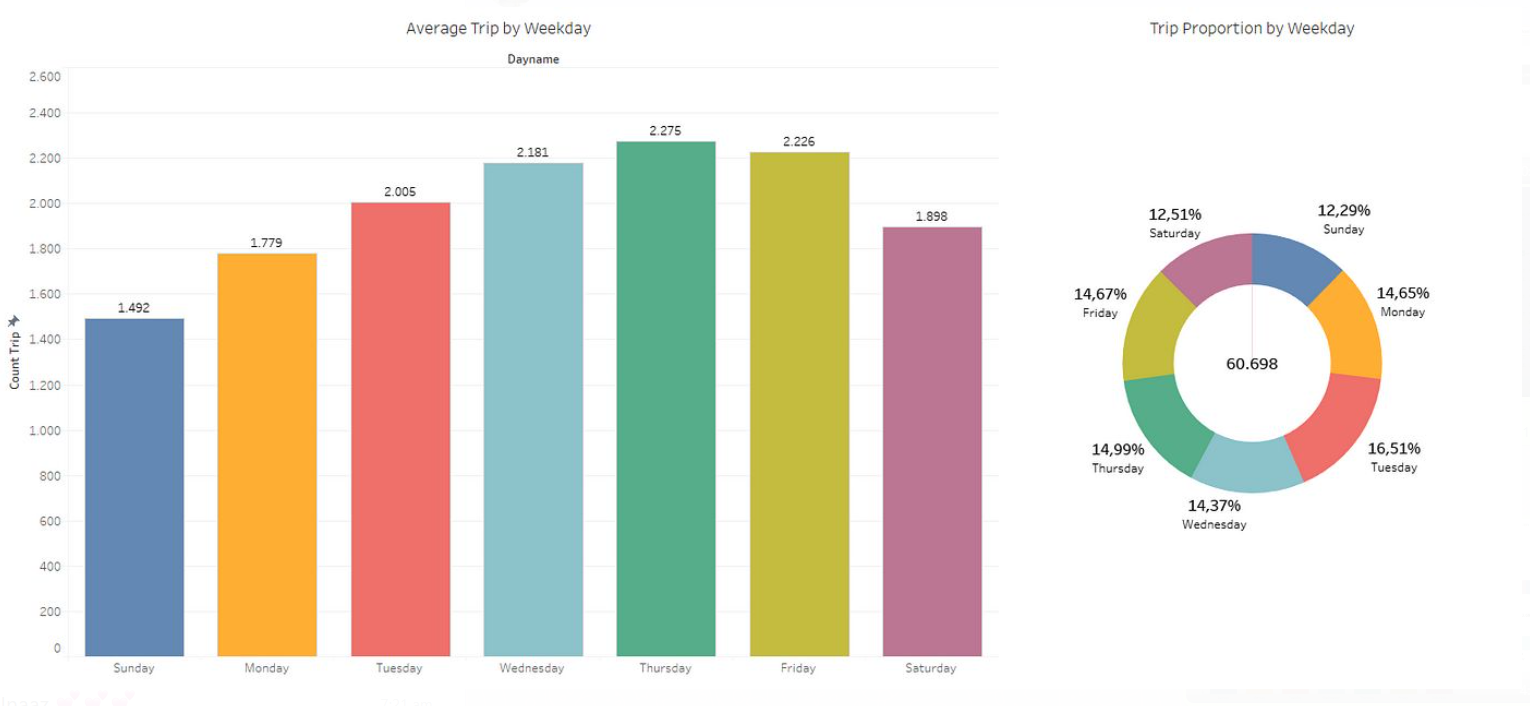 Average Trip by Weekday
Dayname
2.600
2.400
2.200
2.000
1.800
1.600
1.400
1.200
1.000
800
600
400
200
0
Count Trip
1.492
1.779
2.005
2.181
2.275
2.226
1.898
Sunday Monday Tuesday Wednesday Thursday Friday Saturday
Trip Proportion by Weekday
12,29%
Sunday
14,65%
Monday
16,51%
Tuesday
14,37%
Wednesday
14,99%
Thursday
14,67%
Friday
12,51%
Saturday
60.698